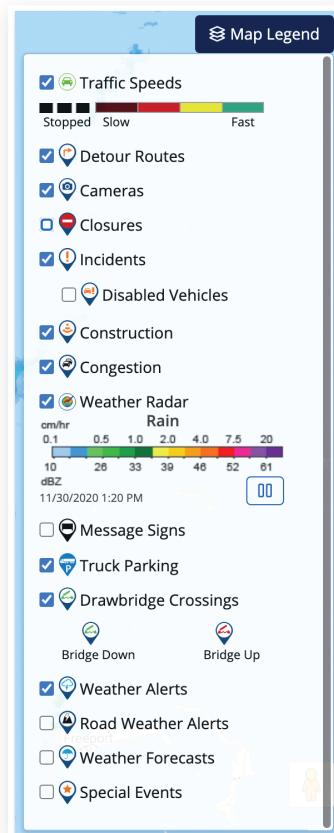 Map Legend
Traffic Speeds
Stopped Slow Fast
Detour Routes
Cameras
Closures
Incidents
Disabled Vehicles
Construction
Congestion
Weather Radar
cm/hr Rain
0.1 0.5 1.0 2.0 4.0 7.5 20
10 26 33 39 46 52 61
dBZ
11/30/2020 1:20 PM
Message Signs
P
Truck Parking
Drawbridge Crossings
Bridge Down Bridge Up
Weather Alerts
Road Weather Alerts
Freeport
Weather Forecasts
Special Events